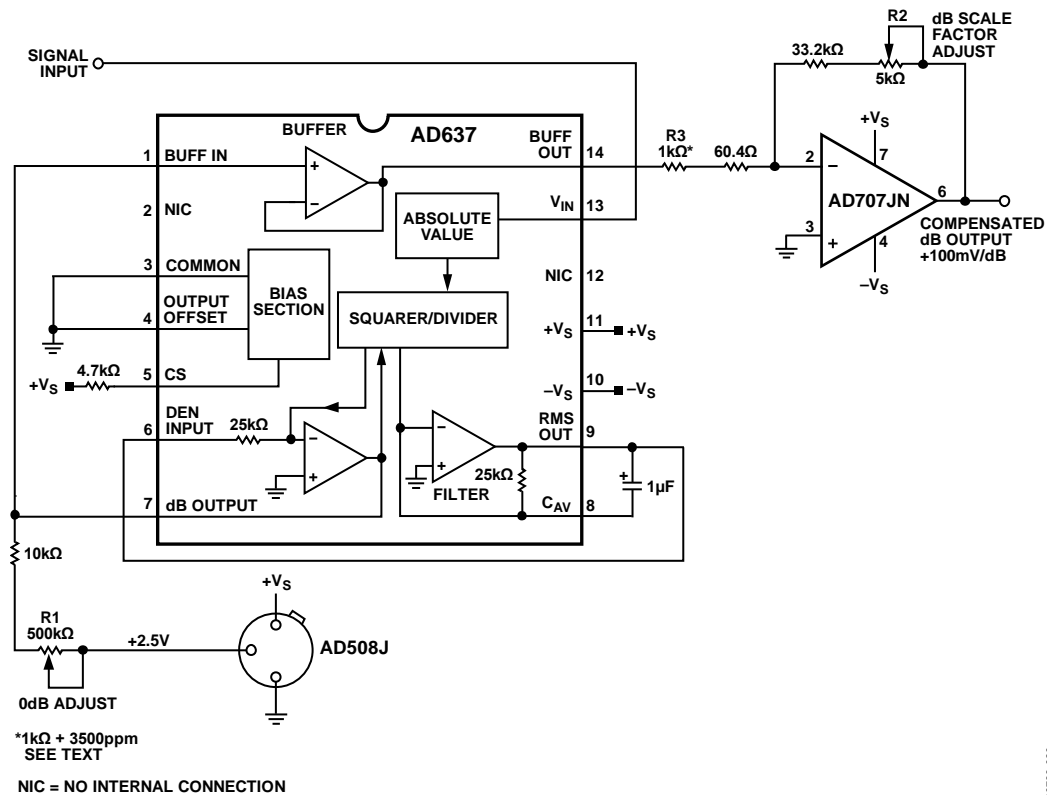 SIGNAL
INPUT
R2
dB SCALE
FACTOR
ADJUST
33.2kΩ
5kΩ
BUFFER
AD637
BUFF
OUT
1
BUFF IN
+
−
14
R3
1kΩ*
60.4Ω
+VS
2
−
7
AD707JN
6
3
+
4
−VS
COMPENSATED
dB OUTPUT
+100mV/dB
2
NIC
ABSOLUTE
VALUE
VIN
13
3
COMMON
BIAS
SECTION
NIC
12
OUTPUT
OFFSET
4
SQUARER/DIVIDER
+VS
11
+VS
+VS
4.7kΩ
5
CS
−VS
10
−VS
DEN
INPUT
6
25kΩ
−
+
−
+
FILTER
25kΩ
RMS
OUT
9
+
1µF
7
dB OUTPUT
CAV
8
10kΩ
R1
500kΩ
+2.5V
+VS
AD508J
0dB ADJUST
*1kΩ + 3500ppm
SEE TEXT
NIC = NO INTERNAL CONNECTION